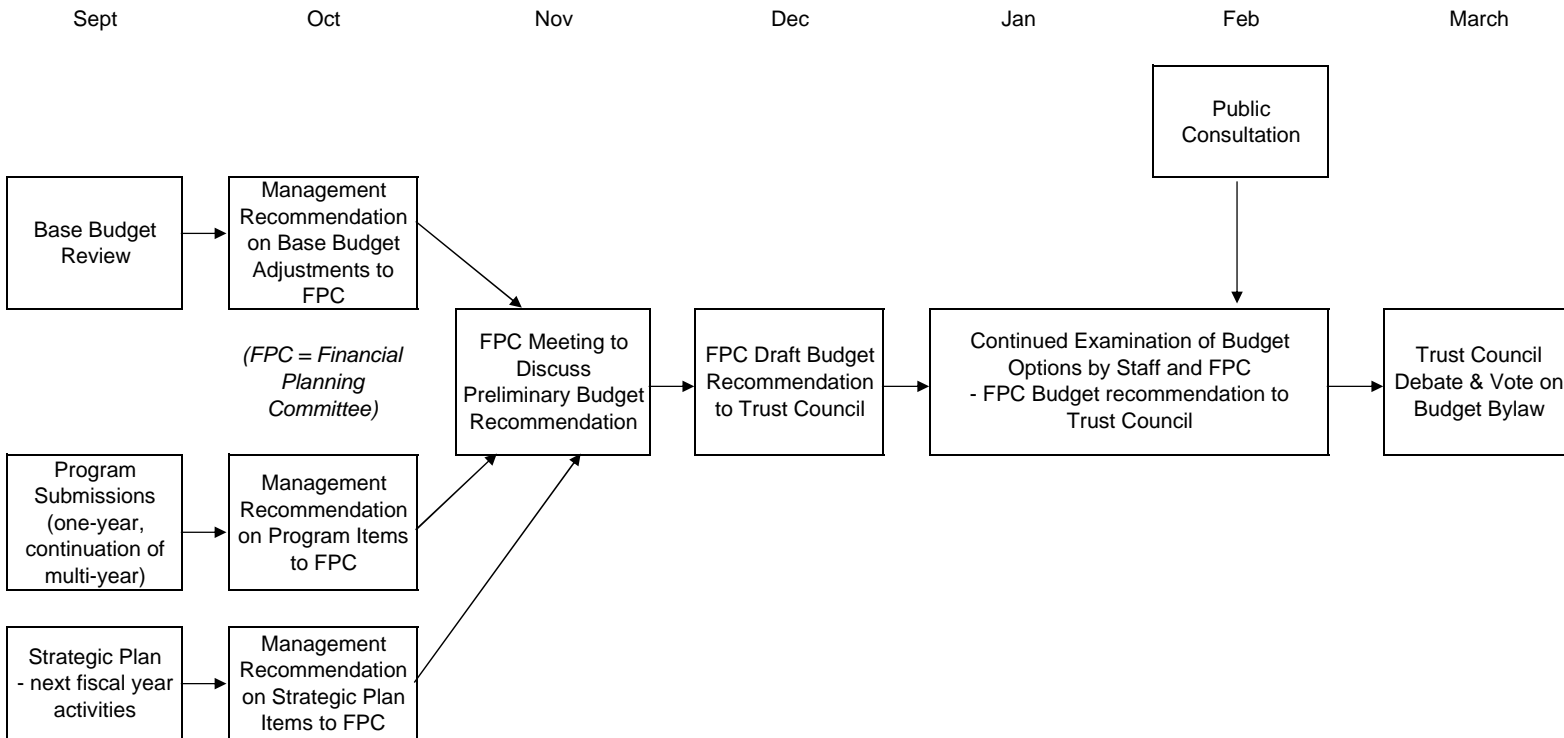 Sept Oct Nov Dec Jan Feb March
Public
Consultation
Base Budget
Review
Management
Recommendation
on Base Budget
Adjustments to
FPC
(FPC = Financial
Planning
Committee)
FPC Meeting to
Discuss
Preliminary Budget
Recommendation
FPC Draft Budget
Recommendation
to Trust Council
Continued Examination of Budget
Options by Staff and FPC
- FPC Budget recommendation to
Trust Council
Trust Council
Debate & Vote on
Budget Bylaw
Program
Submissions
(one-year,
continuation of
multi-year)
Management
Recommendation
on Program Items
to FPC
Strategic Plan
- next fiscal year
activities
Management
Recommendation
on Strategic Plan
Items to FPC